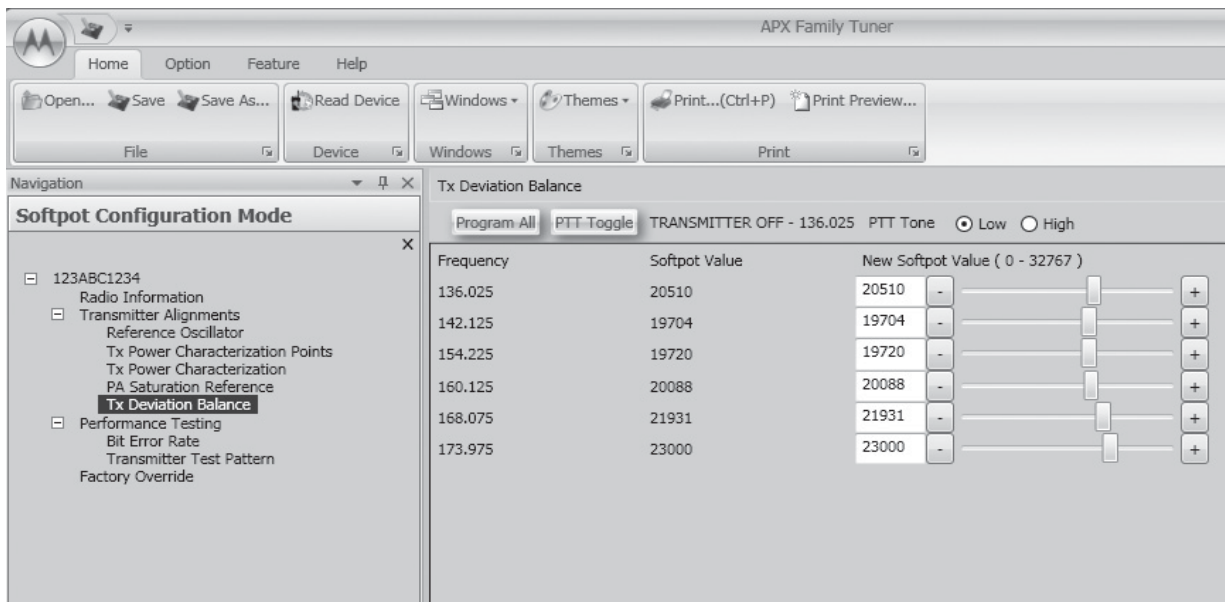 APX Family Tuner
Home Option Feature Help
Open... Save Save As... Read Device Windows Themes Print...(Ctrl+P) Print Preview...
File Device Windows Themes Print
Navigation
Softpot Configuration Mode
123ABC1234
Radio Information
Transmitter Alignments
Reference Oscillator
Tx Power Characterization Points
Tx Power Characterization
PA Saturation Reference
Tx Deviation Balance
Performance Testing
Bit Error Rate
Transmitter Test Pattern
Factory Override
Tx Deviation Balance
Program All PTT Toggle TRANSMITTER OFF - 136.025 PTT Tone Low High
Frequency Softpot Value New Softpot Value ( 0 - 32767 )
136.025 20510 20510 - +
142.125 19704 19704 - +
154.225 19720 19720 - +
160.125 20088 20088 - +
168.075 21931 21931 - +
173.975 23000 23000 - +